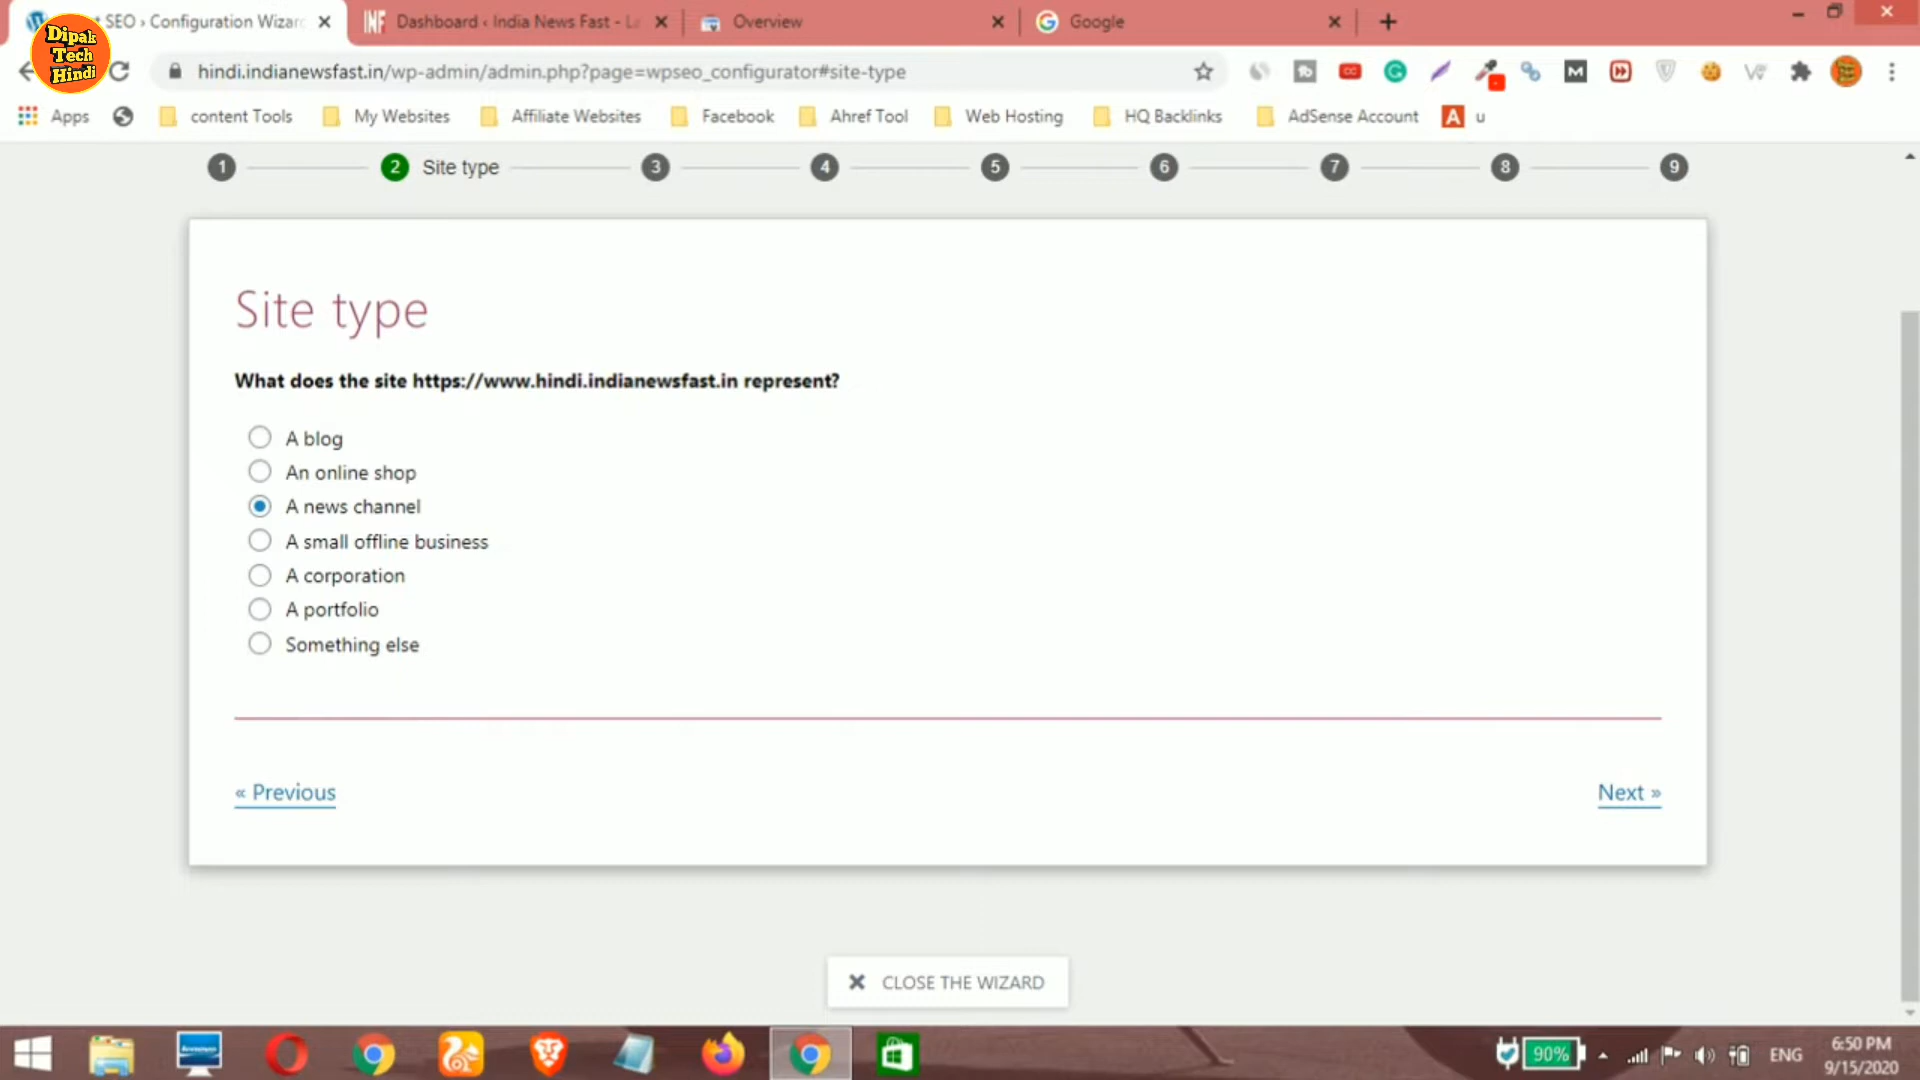 Dipak
Tech
Hindi
SEO › Configuration Wizar
INF
Dashboard ‹ India News Fast - L
Overview
Google
hindi.indianewsfast.in/wp-admin/admin.php?page=wpseo_configurator#site-type
Apps
content Tools
My Websites
Affiliate Websites
Facebook
Ahref Tool
Web Hosting
HQ Backlinks
AdSense Account
A u
1
2 Site type
3
4
5
6
7
8
9
Site type
What does the site https://www.hindi.indianewsfast.in represent?
A blog
An online shop
A news channel
A small offline business
A corporation
A portfolio
Something else
« Previous
Next »
CLOSE THE WIZARD
90%
ENG
6:50 PM
9/15/2020